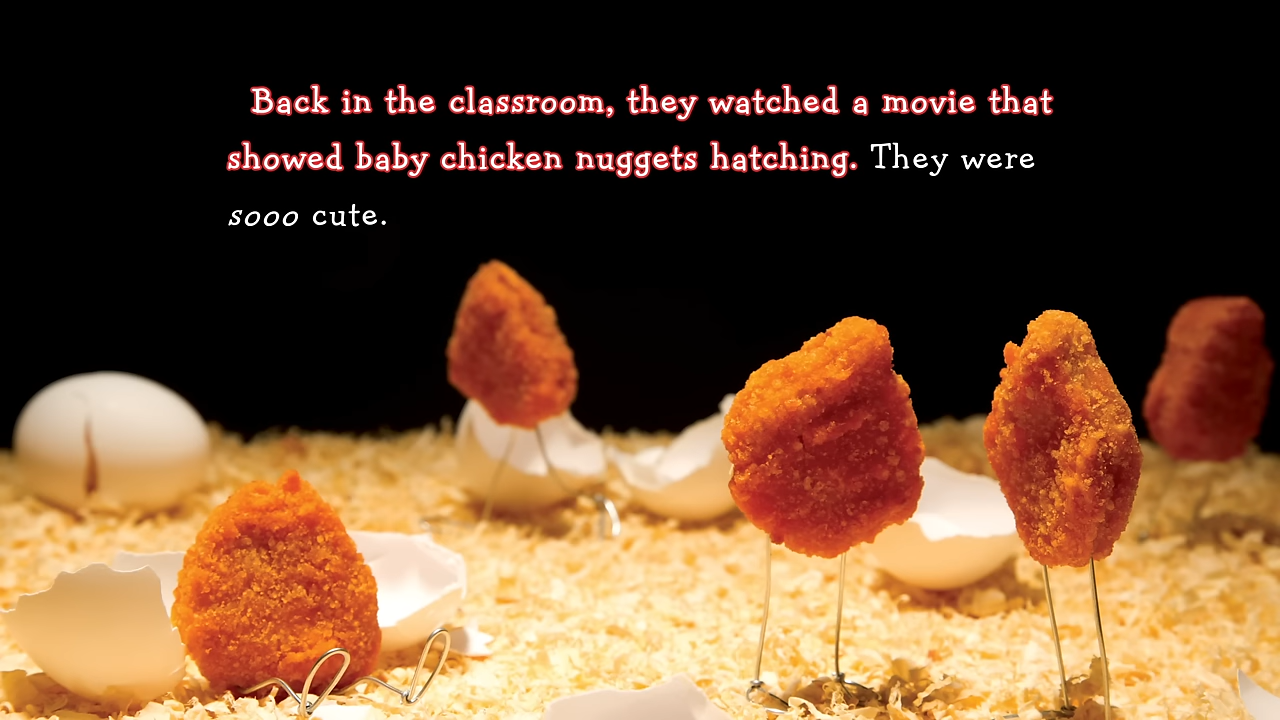 Back in the classroom, they watched a movie that
showed baby chicken nuggets hatching. They were
sooo cute.